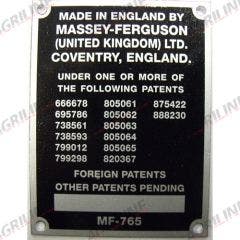 MADE IN ENGLAND BY
MASSEY-FERGUSON
(UNITED KINGDOM) LTD.
COVENTRY, ENGLAND.
UNDER ONE OR MORE OF
THE FOLLOWING PATENTS
666678 805061 875422
695786 805062 888230
738561 805063
738593 805064
799012 805065
799298 820367
FOREIGN PATENTS
OTHER PATENTS PENDING
MF-765